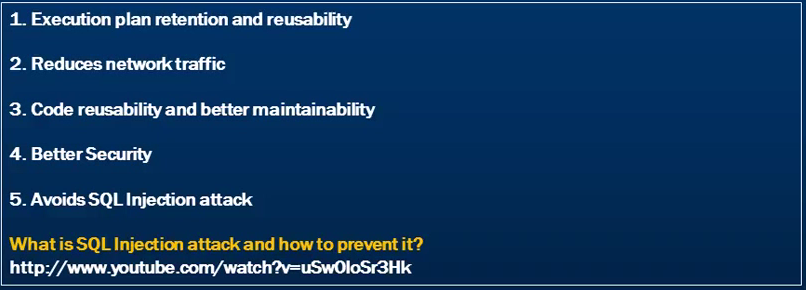 1. Execution plan retention and reusability
2. Reduces network traffic
3. Code reusability and better maintainability
4. Better Security
5. Avoids SQL Injection attack
What is SQL Injection attack and how to prevent it?
http://www.youtube.com/watch?v=uSw0IoSr3Hk